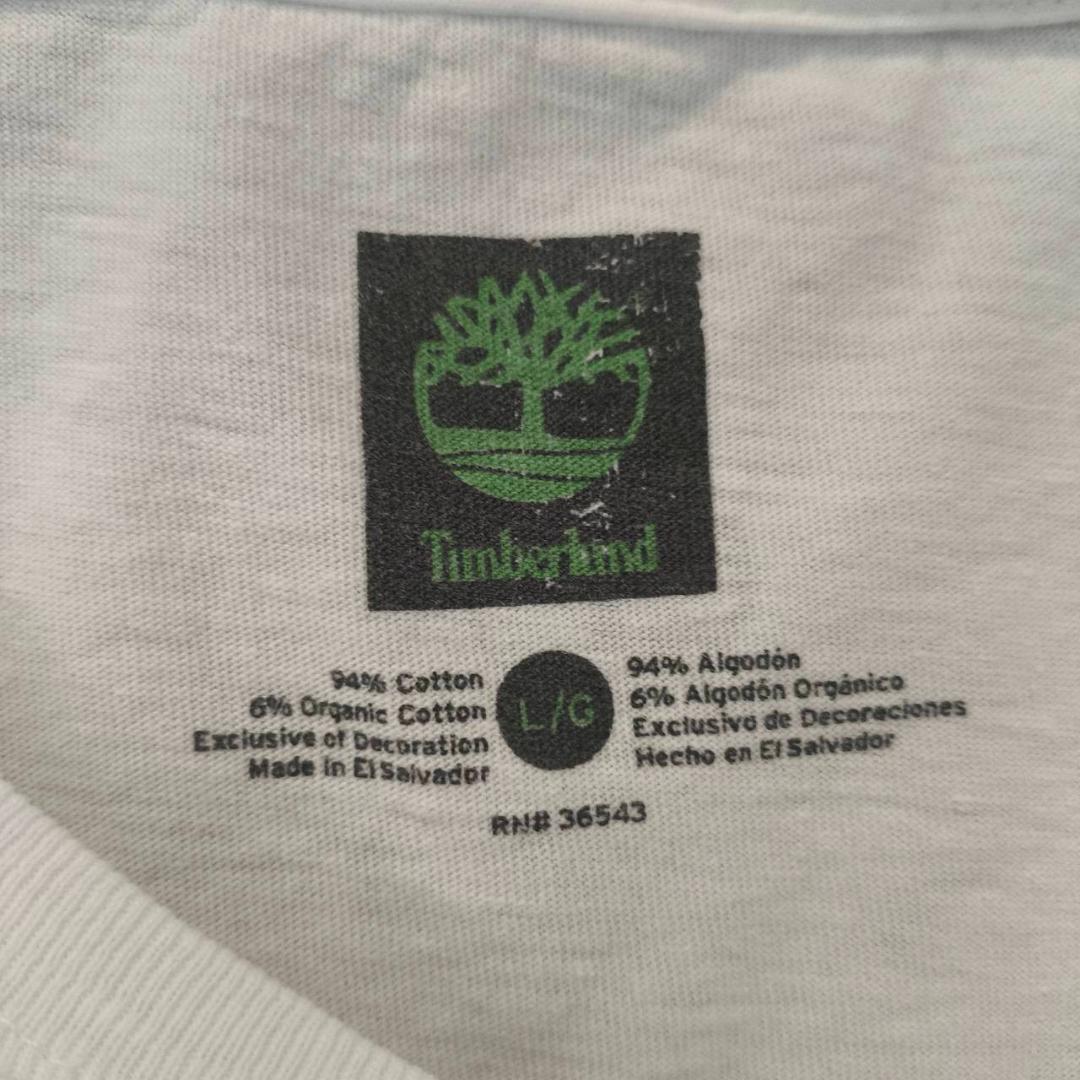 Timberland
94% Cotton
6% Organic Cotton
Exclusive of Decoration
Made in El Salvador
L/G
94% Algodón
6% Algodón Orgánico
Exclusivo de Decoraciones
Hecho en El Salvador
RN# 36543